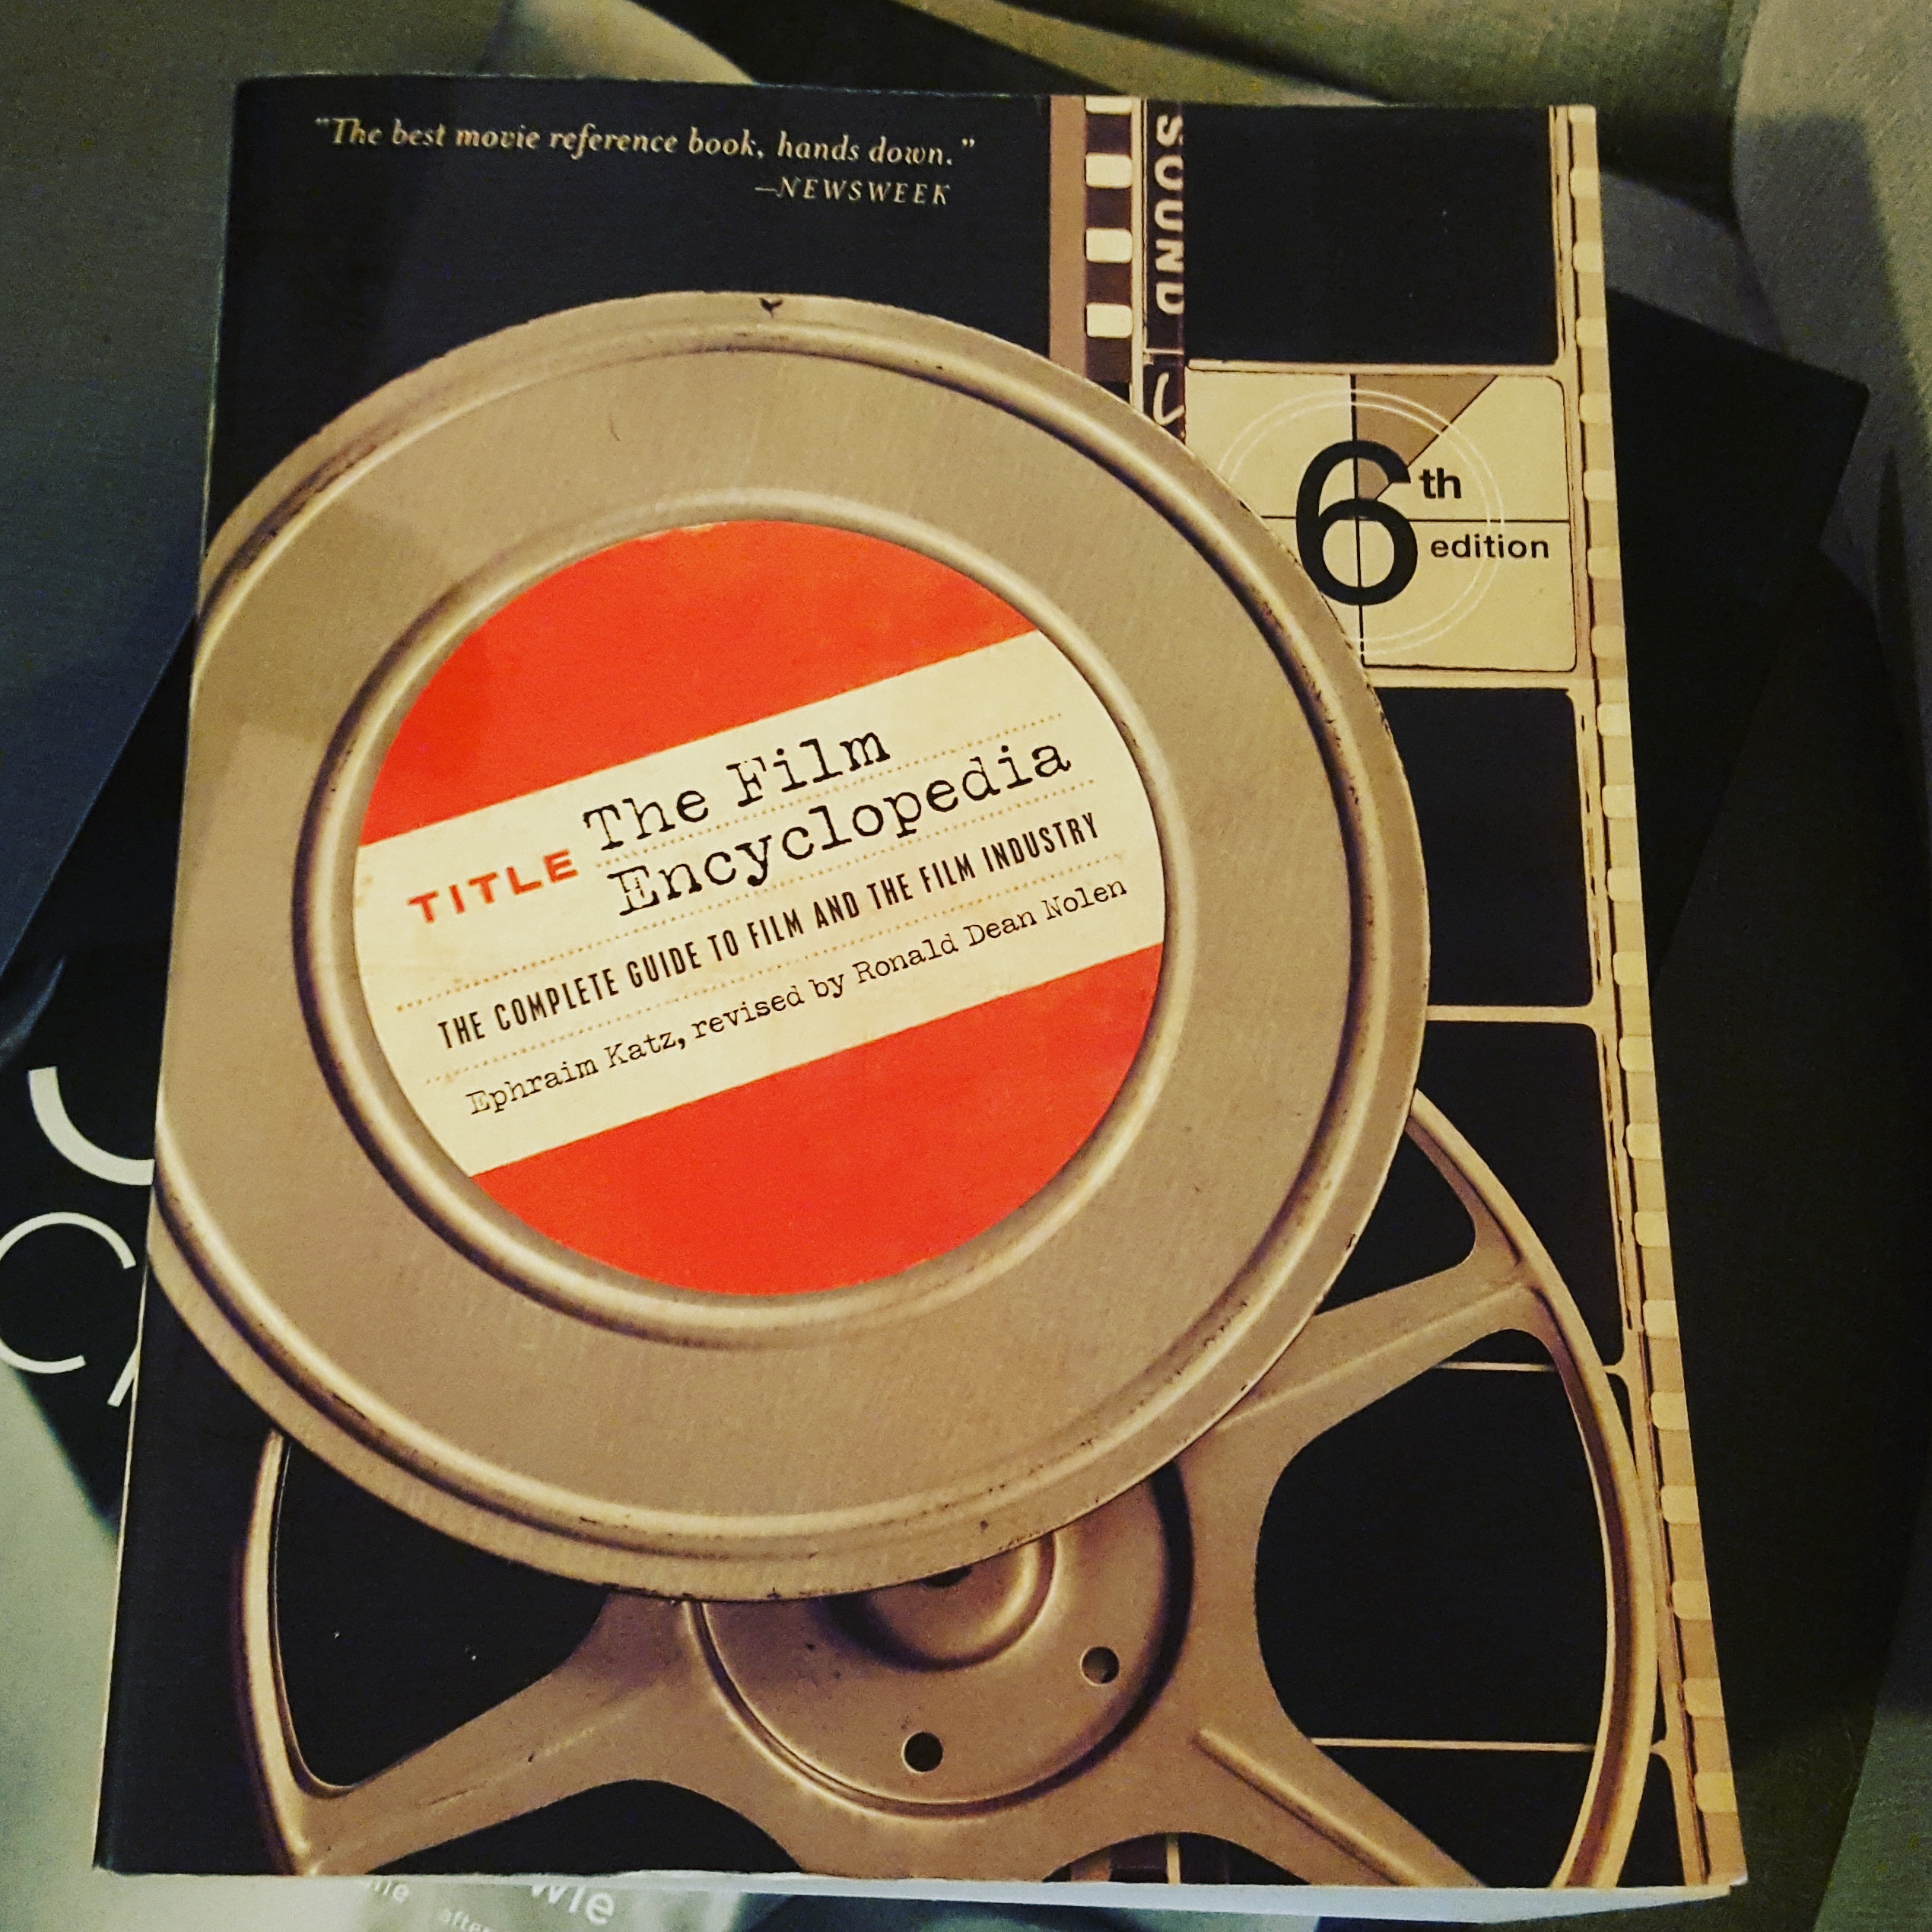 "The best movie reference book, hands down."
—NEWSWEEK
SOUND
6th
edition
TITLE The Film
Encyclopedia
THE COMPLETE GUIDE TO FILM AND THE FILM INDUSTRY
Ephraim Katz, revised by Ronald Dean Nolen